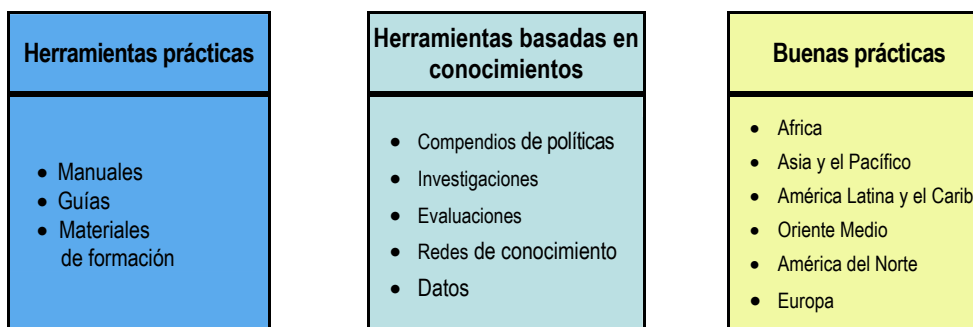 Herramientas prácticas
• Manuales
• Guías
• Materiales
de formación
Herramientas basadas en
conocimientos
• Compendios de políticas
• Investigaciones
• Evaluaciones
• Redes de conocimiento
• Datos
Buenas prácticas
• Africa
• Asia y el Pacífico
• América Latina y el Carib
• Oriente Medio
• América del Norte
• Europa